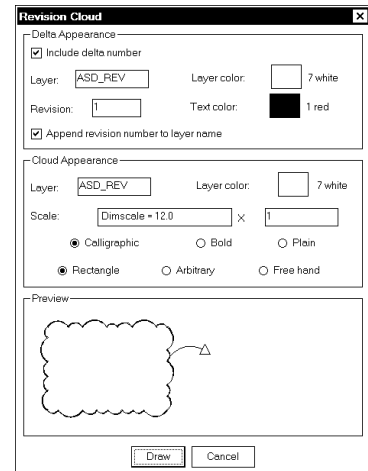 Revision Cloud
Delta Appearance
Include delta number
Layer: ASD_REV Layer color: 7 white
Revision: 1 Text color: 1 red
Append revision number to layer name
Cloud Appearance
Layer: ASD_REV Layer color: 7 white
Scale: Dimscale = 12.0 X 1
Calligraphic Bold Plain
Rectangle Arbitrary Free hand
Preview
Draw Cancel